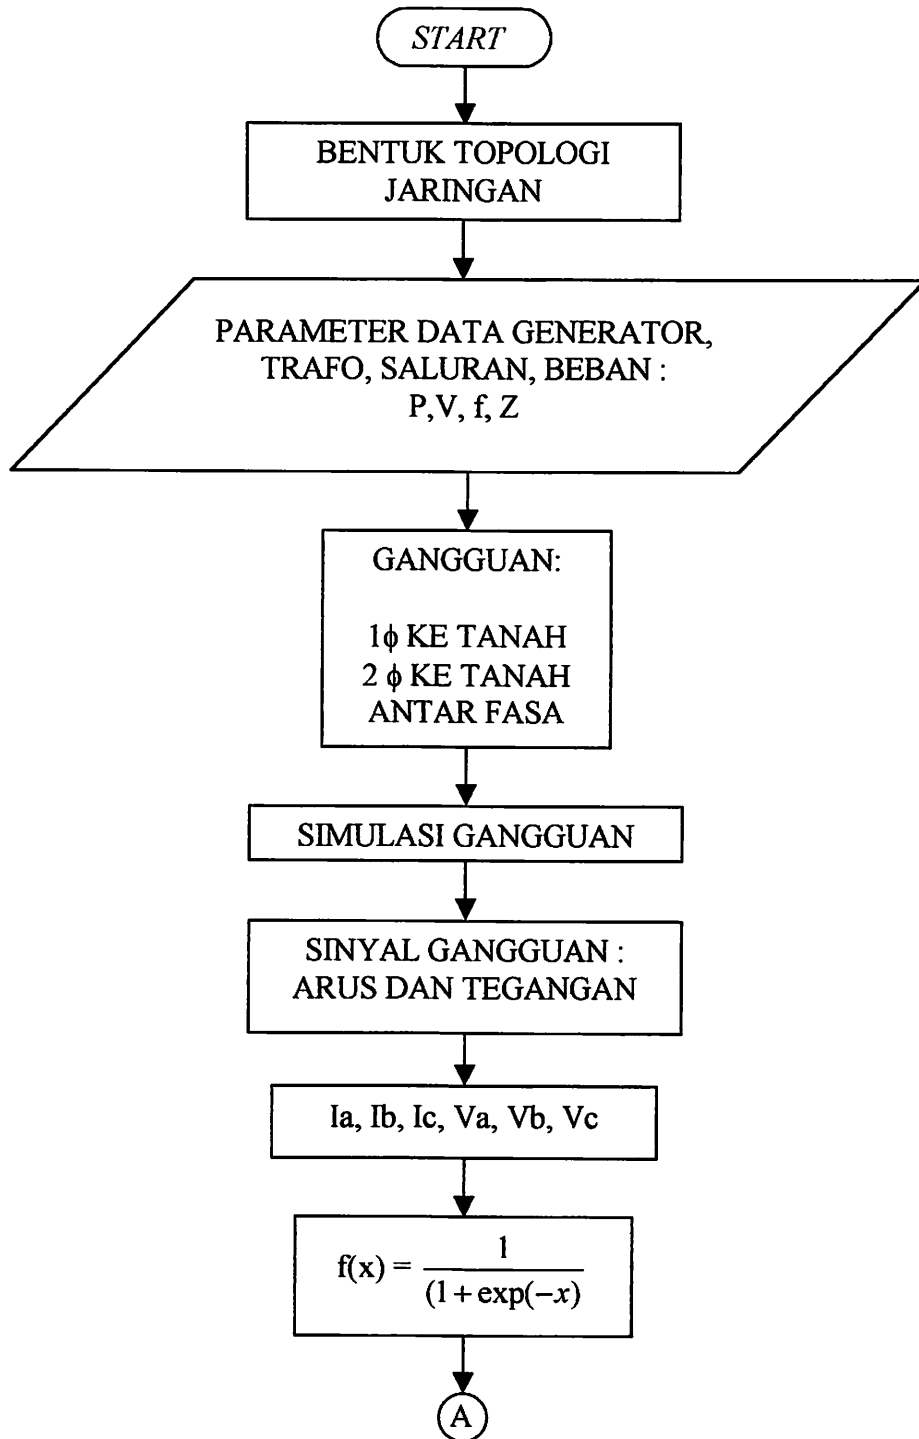 START
BENTUK TOPOLOGI
JARINGAN
PARAMETER DATA GENERATOR,
TRAFO, SALURAN, BEBAN :
P,V, f, Z
GANGGUAN:
1ϕ KE TANAH
2 ϕ KE TANAH
ANTAR FASA
SIMULASI GANGGUAN
SINYAL GANGGUAN :
ARUS DAN TEGANGAN
Ia, Ib, Ic, Va, Vb, Vc
f(x) = 1
(1 + exp(−x)
A